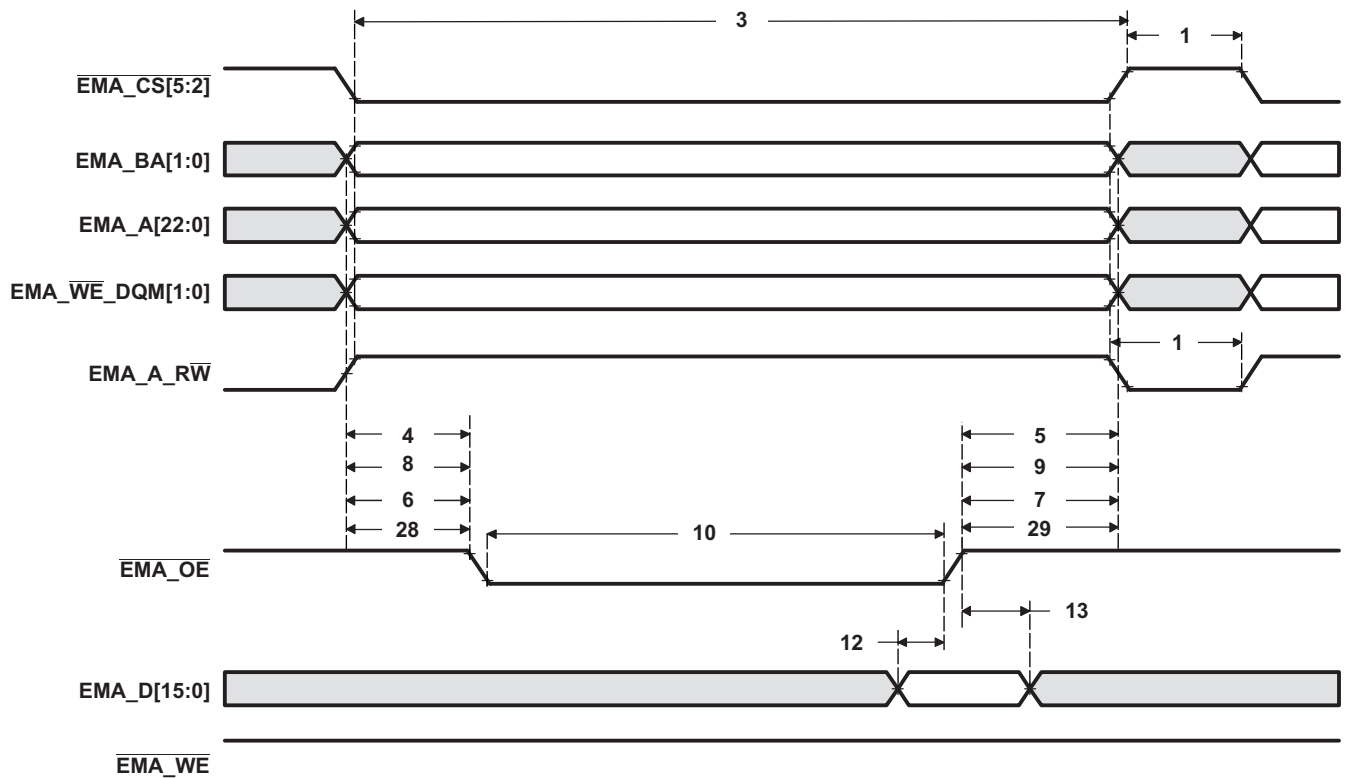 3
1
EMA_CS[5:2]
EMA_BA[1:0]
EMA_A[22:0]
EMA_WE_DQM[1:0]
1
EMA_A_RW
4
5
8
9
6
7
28
29
10
EMA_OE
13
12
EMA_D[15:0]
EMA_WE